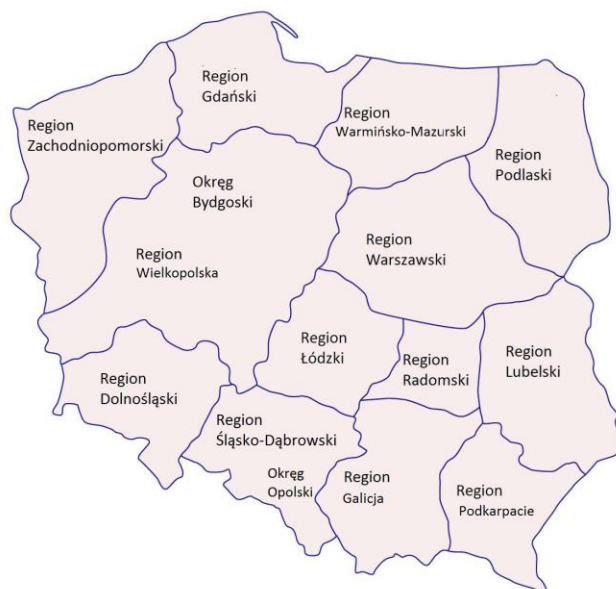 Region
Gdański
Region
Zachodniopomorski
Region
Warmińsko-Mazurski
Region
Podlaski
Okręg
Bydgoski
Region
Wielkopolska
Region
Warszawski
Region
Łódzki
Region
Radomski
Region
Lubelski
Region
Dolnośląski
Region
Śląsko-Dąbrowski
Okręg
Opolski
Region
Galicja
Region
Podkarpacie